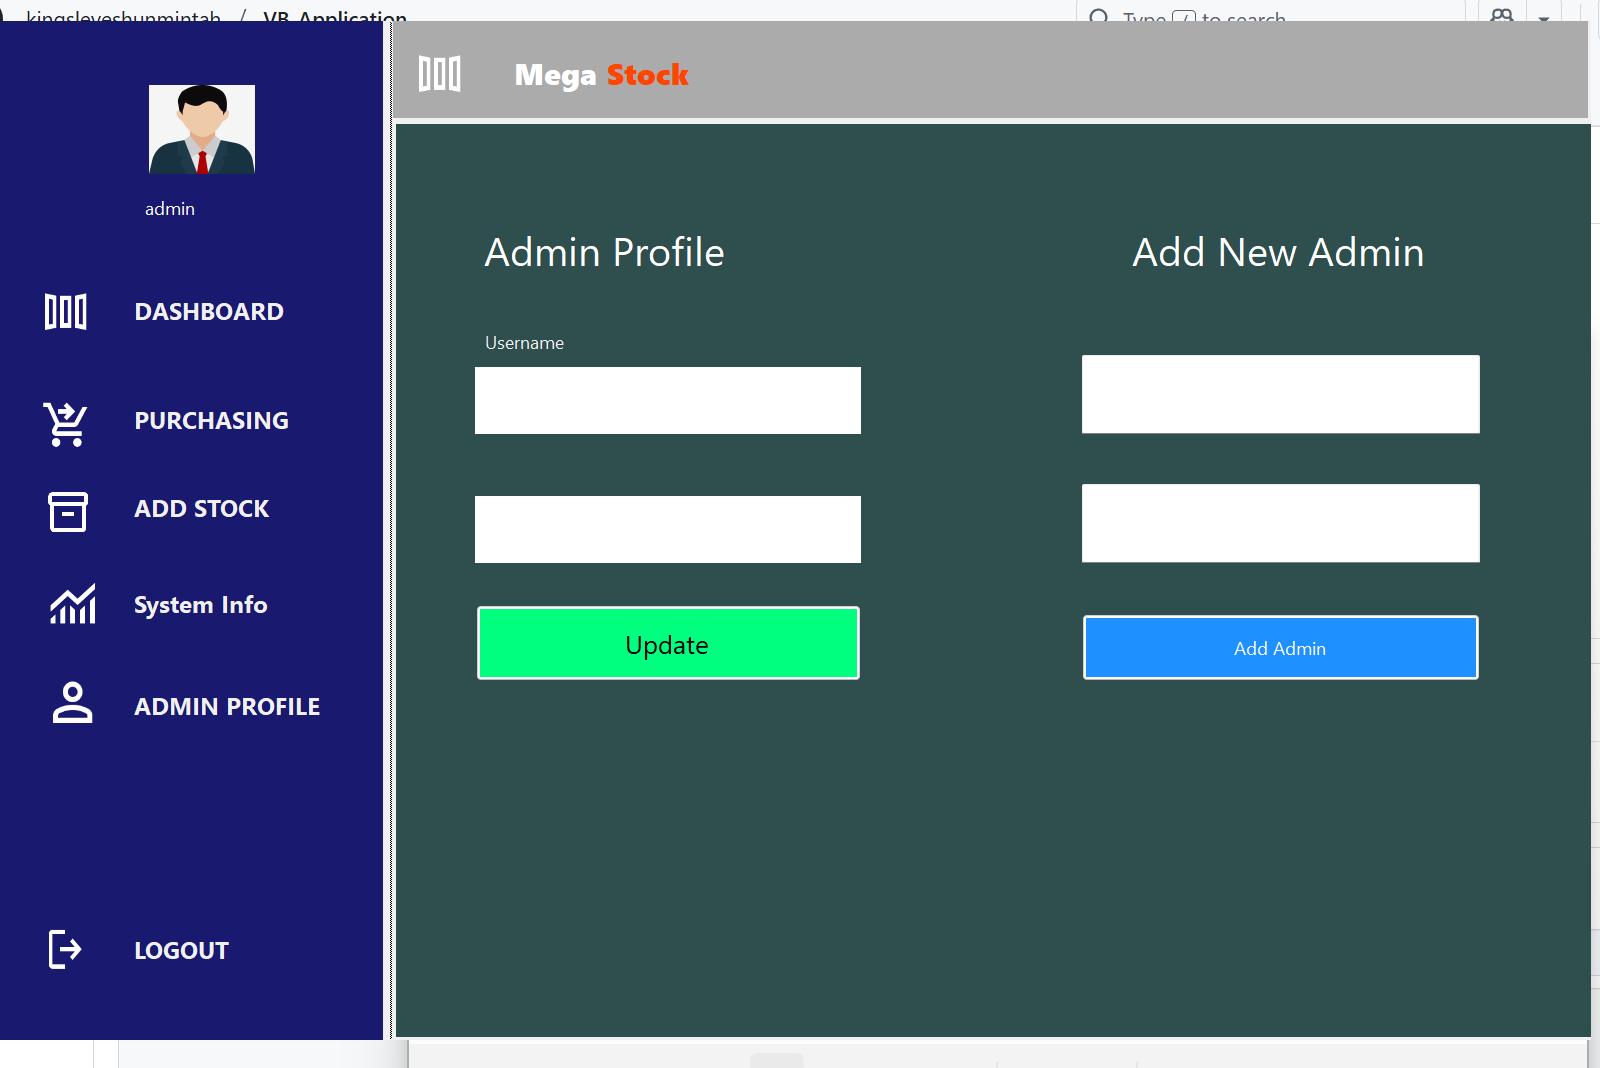 kingsleyeshunmintah / VB-Application
Type / to search
Mega Stock
admin
DASHBOARD
PURCHASING
ADD STOCK
System Info
ADMIN PROFILE
LOGOUT
Admin Profile
Username
Update
Add New Admin
Add Admin